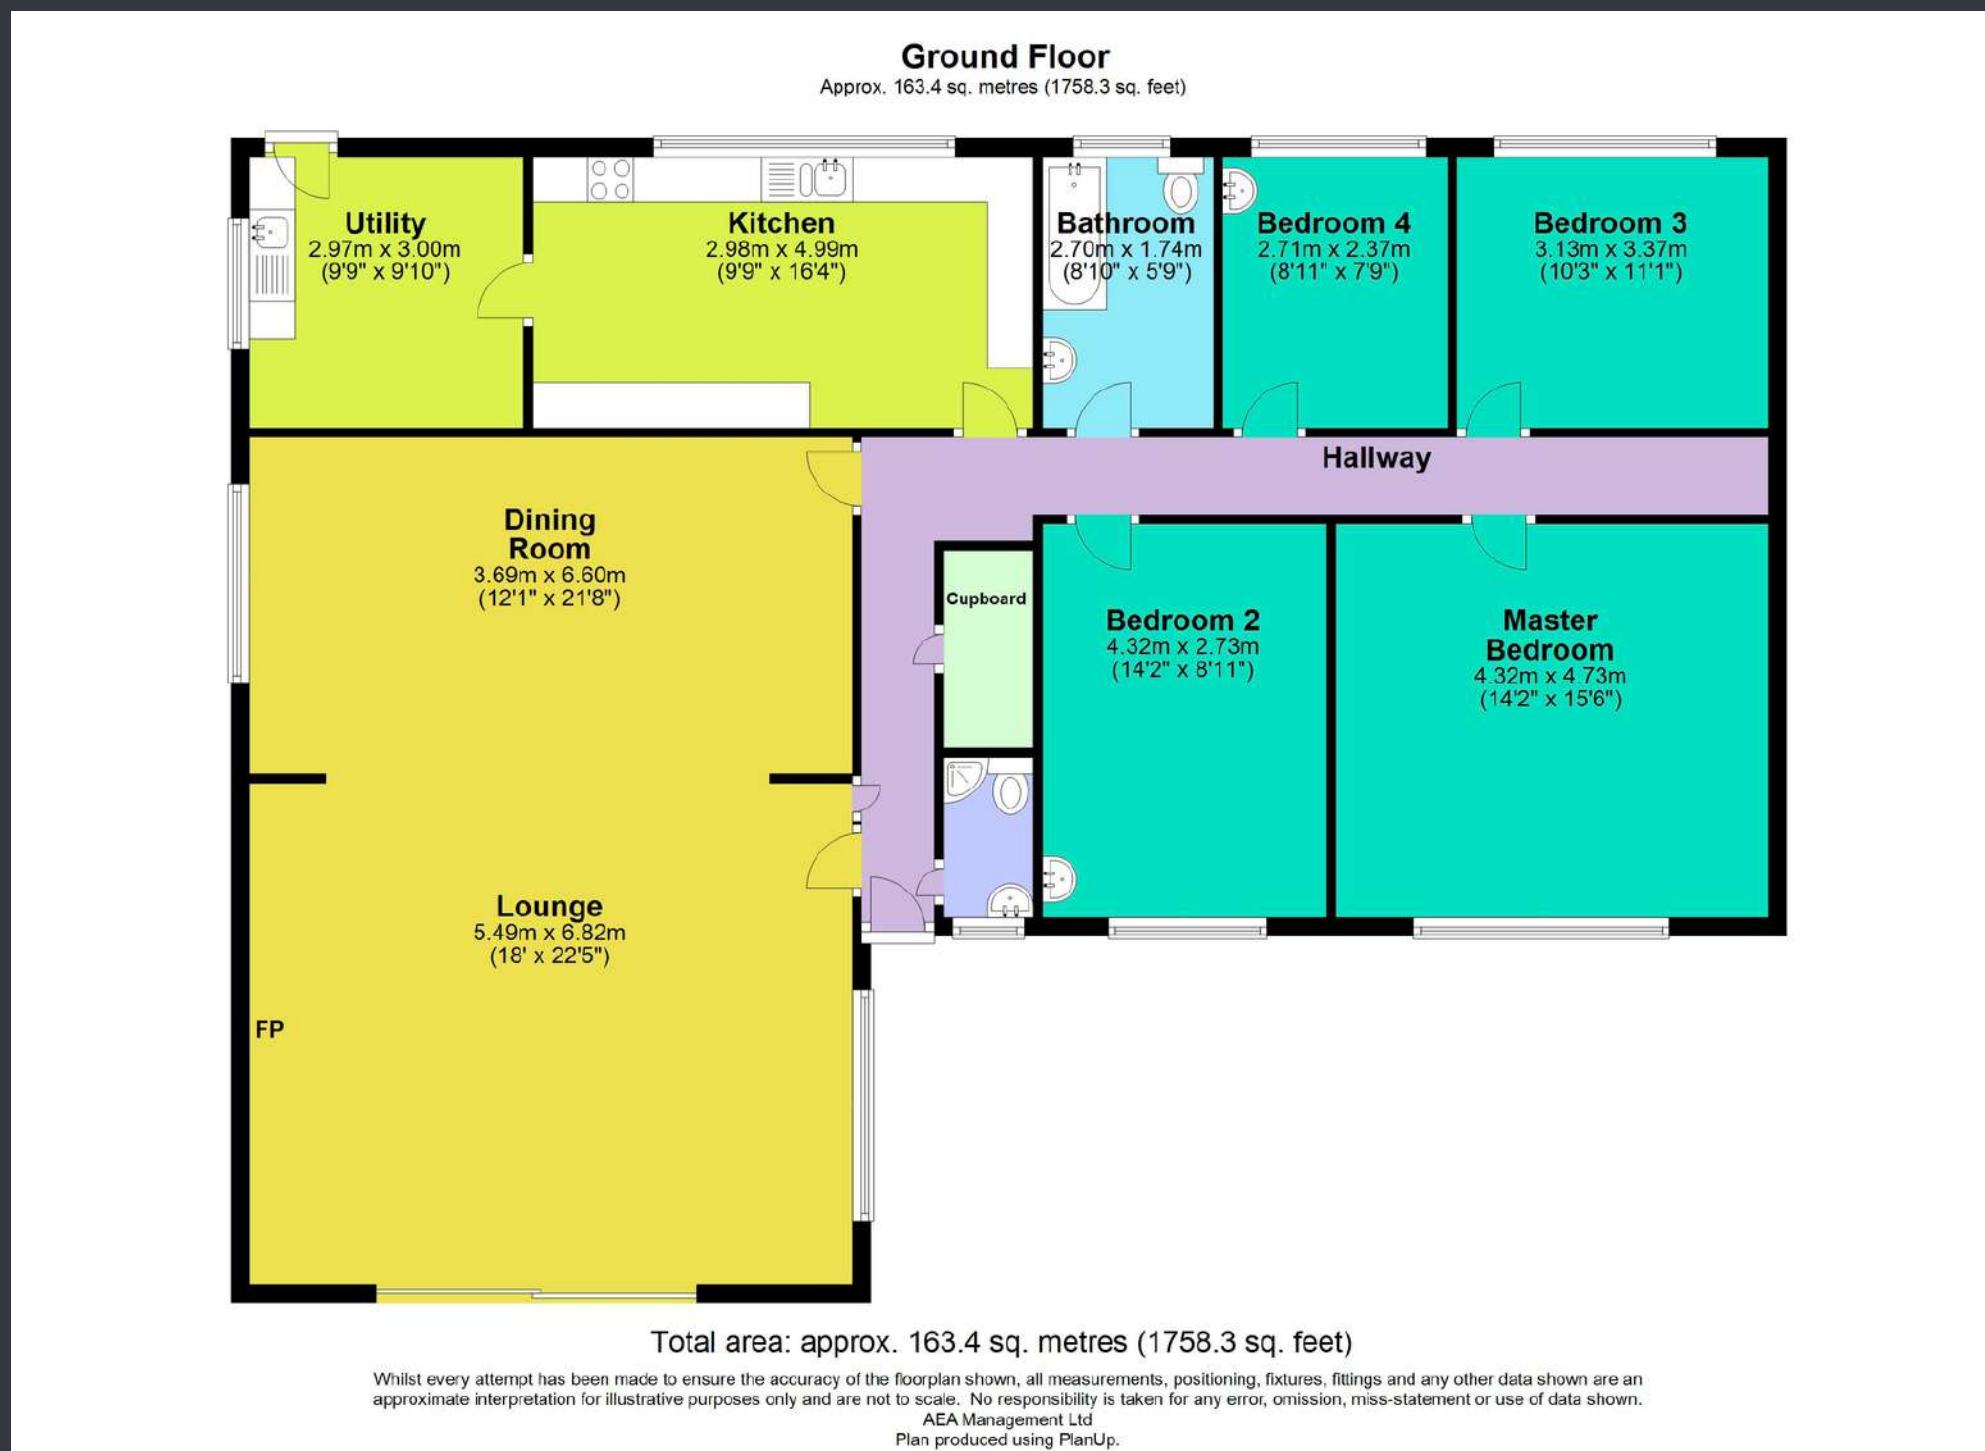 Ground Floor
Approx. 163.4 sq. metres (1758.3 sq. feet)
Utility
2.97m x 3.00m
(9'9" x 9'10")
Kitchen
2.98m x 4.99m
(9'9" x 16'4")
Bathroom
2.70m x 1.74m
(8'10" x 5'9")
Bedroom 4
2.71m x 2.37m
(8'11" x 7'9")
Bedroom 3
3.13m x 3.37m
(10'3" x 11'1")
Hallway
Dining
Room
3.69m x 6.60m
(12'1" x 21'8")
Cupboard
Bedroom 2
4.32m x 2.73m
(14'2" x 8'11")
Master
Bedroom
4.32m x 4.73m
(14'2" x 15'6")
Lounge
5.49m x 6.82m
(18' x 22'5")
FP
Total area: approx. 163.4 sq. metres (1758.3 sq. feet)
Whilst every attempt has been made to ensure the accuracy of the floorplan shown, all measurements, positioning, fixtures, fittings and any other data shown are an
approximate interpretation for illustrative purposes only and are not to scale. No responsibility is taken for any error, omission, miss-statement or use of data shown.
AEA Management Ltd
Plan produced using PlanUp.